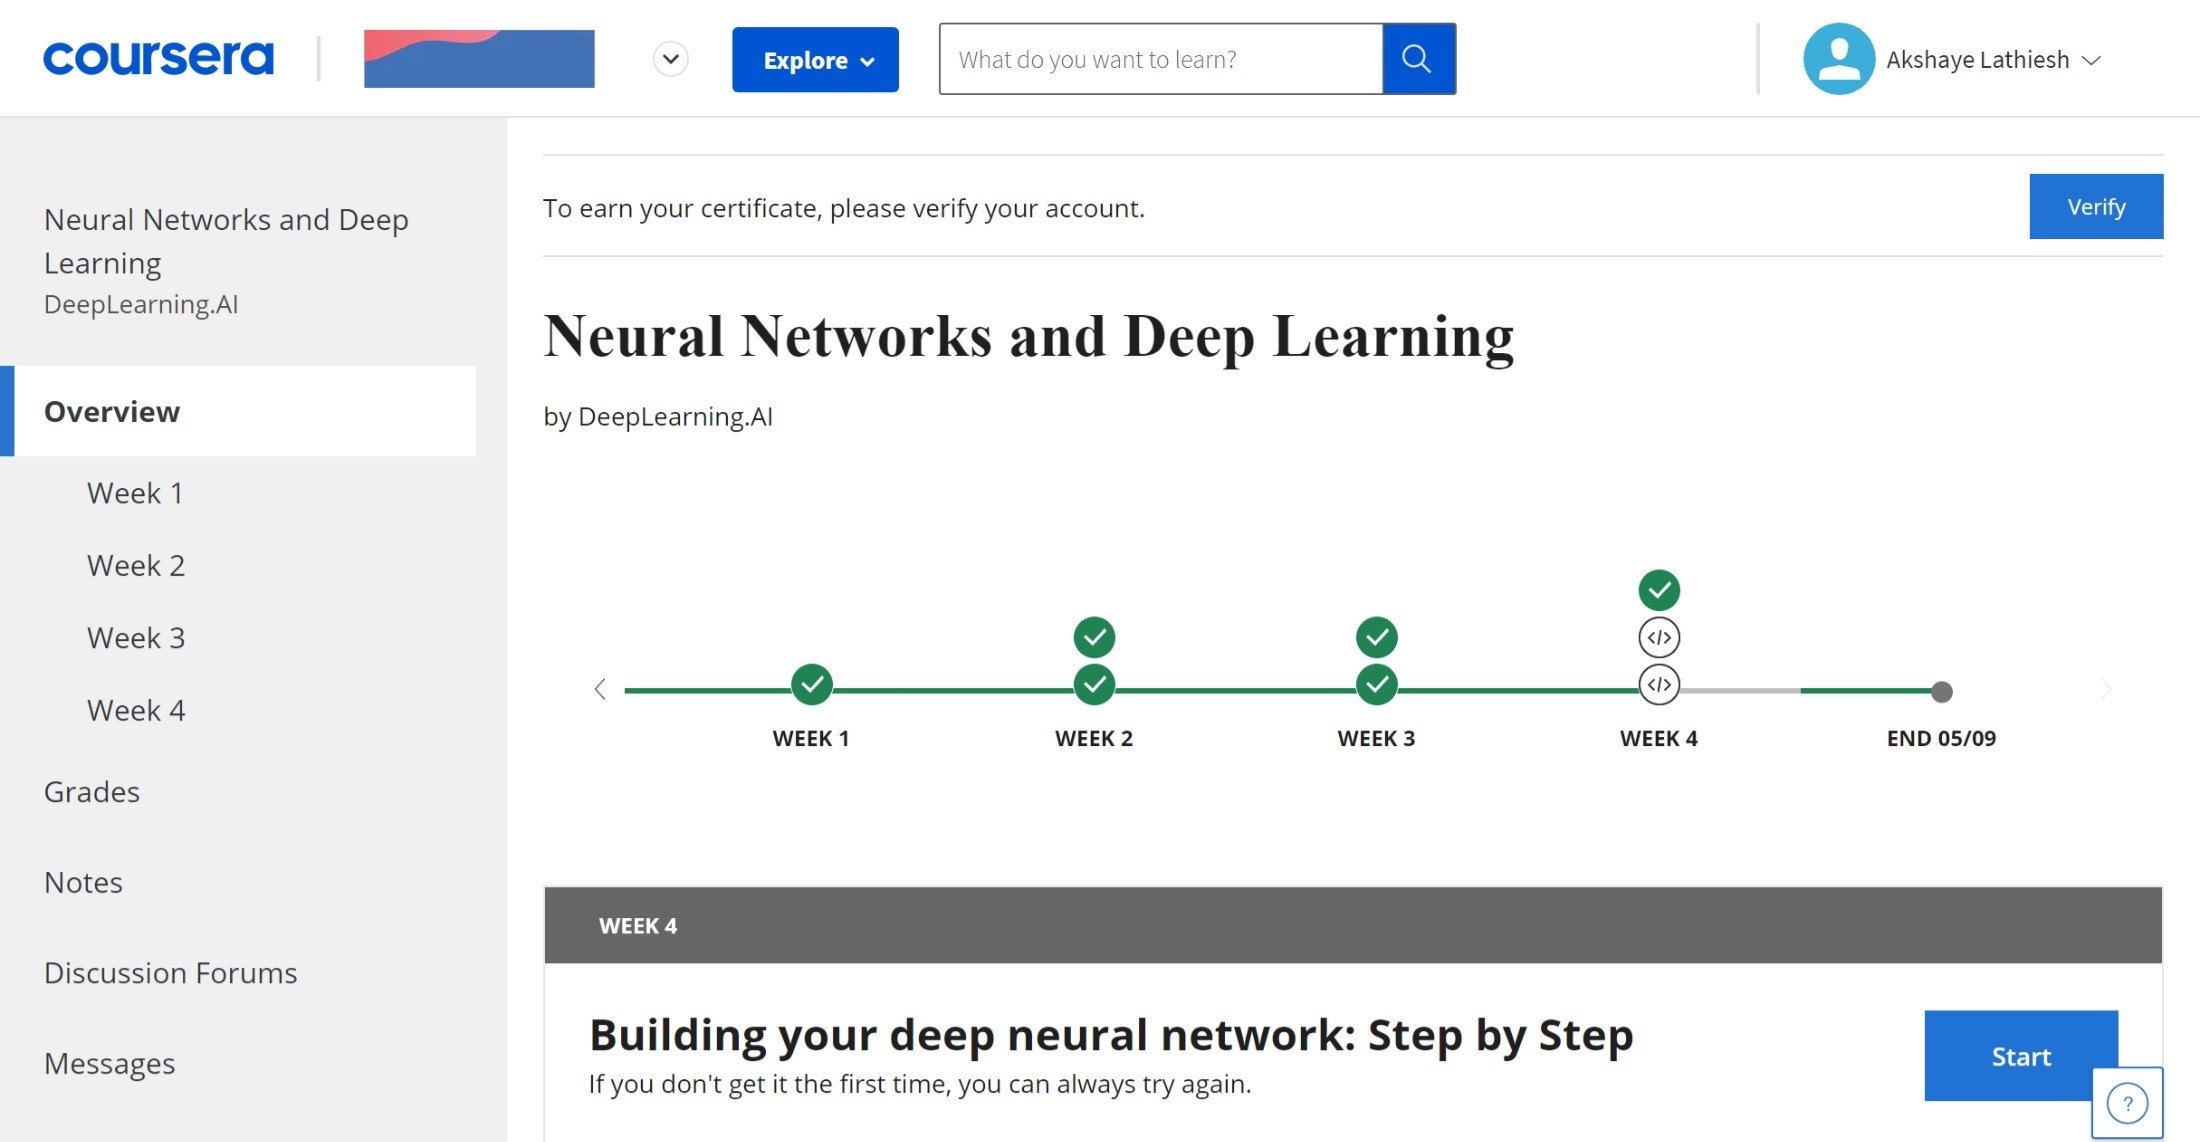 coursera
Explore
What do you want to learn?
Akshaye Lathiesh
Neural Networks and Deep
Learning
DeepLearning.AI
Overview
Week 1
Week 2
Week 3
Week 4
Grades
Notes
Discussion Forums
Messages
To earn your certificate, please verify your account.
Verify
Neural Networks and Deep Learning
by DeepLearning.AI
</>
</>
WEEK 1
WEEK 2
WEEK 3
WEEK 4
END 05/09
WEEK 4
Building your deep neural network: Step by Step
If you don't get it the first time, you can always try again.
Start
?